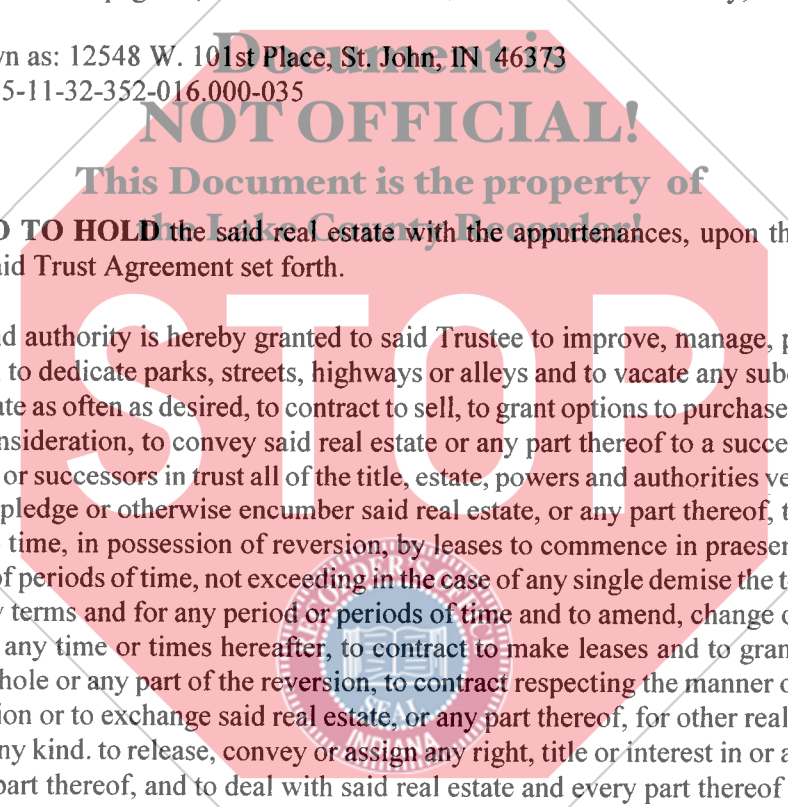 Document is
wn as: 12548 W. 101st Place, St. John, IN 46373
5-11-32-352-016.000-035
NOT OFFICIAL!
This Document is the property of
the Lake County Recorder!
O TO HOLD the said real estate with the appurtenances, upon th
aid Trust Agreement set forth.
STOP
d authority is hereby granted to said Trustee to improve, manage, p
, to dedicate parks, streets, highways or alleys and to vacate any sub
ate as often as desired, to contract to sell, to grant options to purchase
nsideration, to convey said real estate or any part thereof to a succe
or successors in trust all of the title, estate, powers and authorities ve
pledge or otherwise encumber said real estate, or any part thereof, t
time, in possession of reversion, by leases to commence in praesen
of periods of time, not exceeding in the case of any single demise the t
y terms and for any period or periods of time and to amend, change o
any time or times hereafter, to contract to make leases and to gran
hole or any part of the reversion, to contract respecting the manner o
ion or to exchange said real estate, or any part thereof, for other real
ny kind. to release, convey or assign any right, title or interest in or a
part thereof, and to deal with said real estate and every part thereof
SEAL
INDIANA